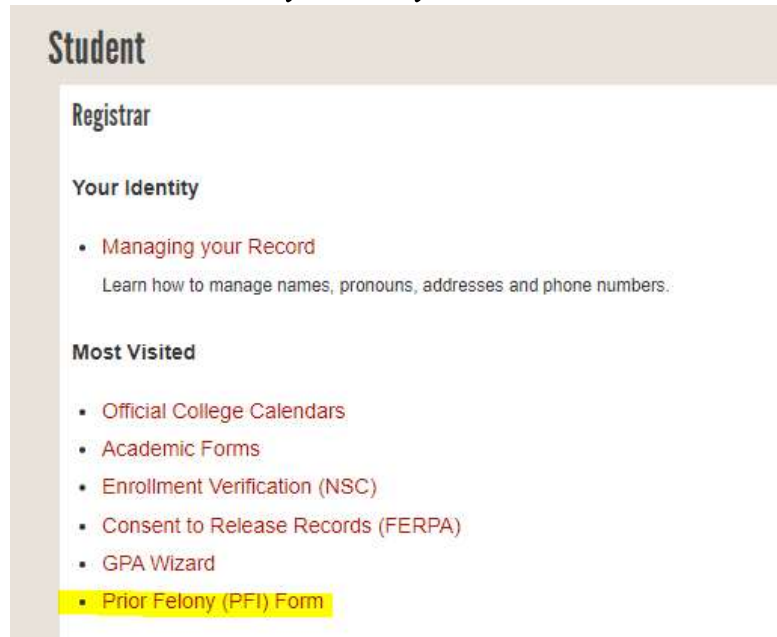 Student
Registrar
Your Identity
• Managing your Record
Learn how to manage names, pronouns, addresses and phone numbers.
Most Visited
• Official College Calendars
• Academic Forms
• Enrollment Verification (NSC)
• Consent to Release Records (FERPA)
• GPA Wizard
• Prior Felony (PFI) Form